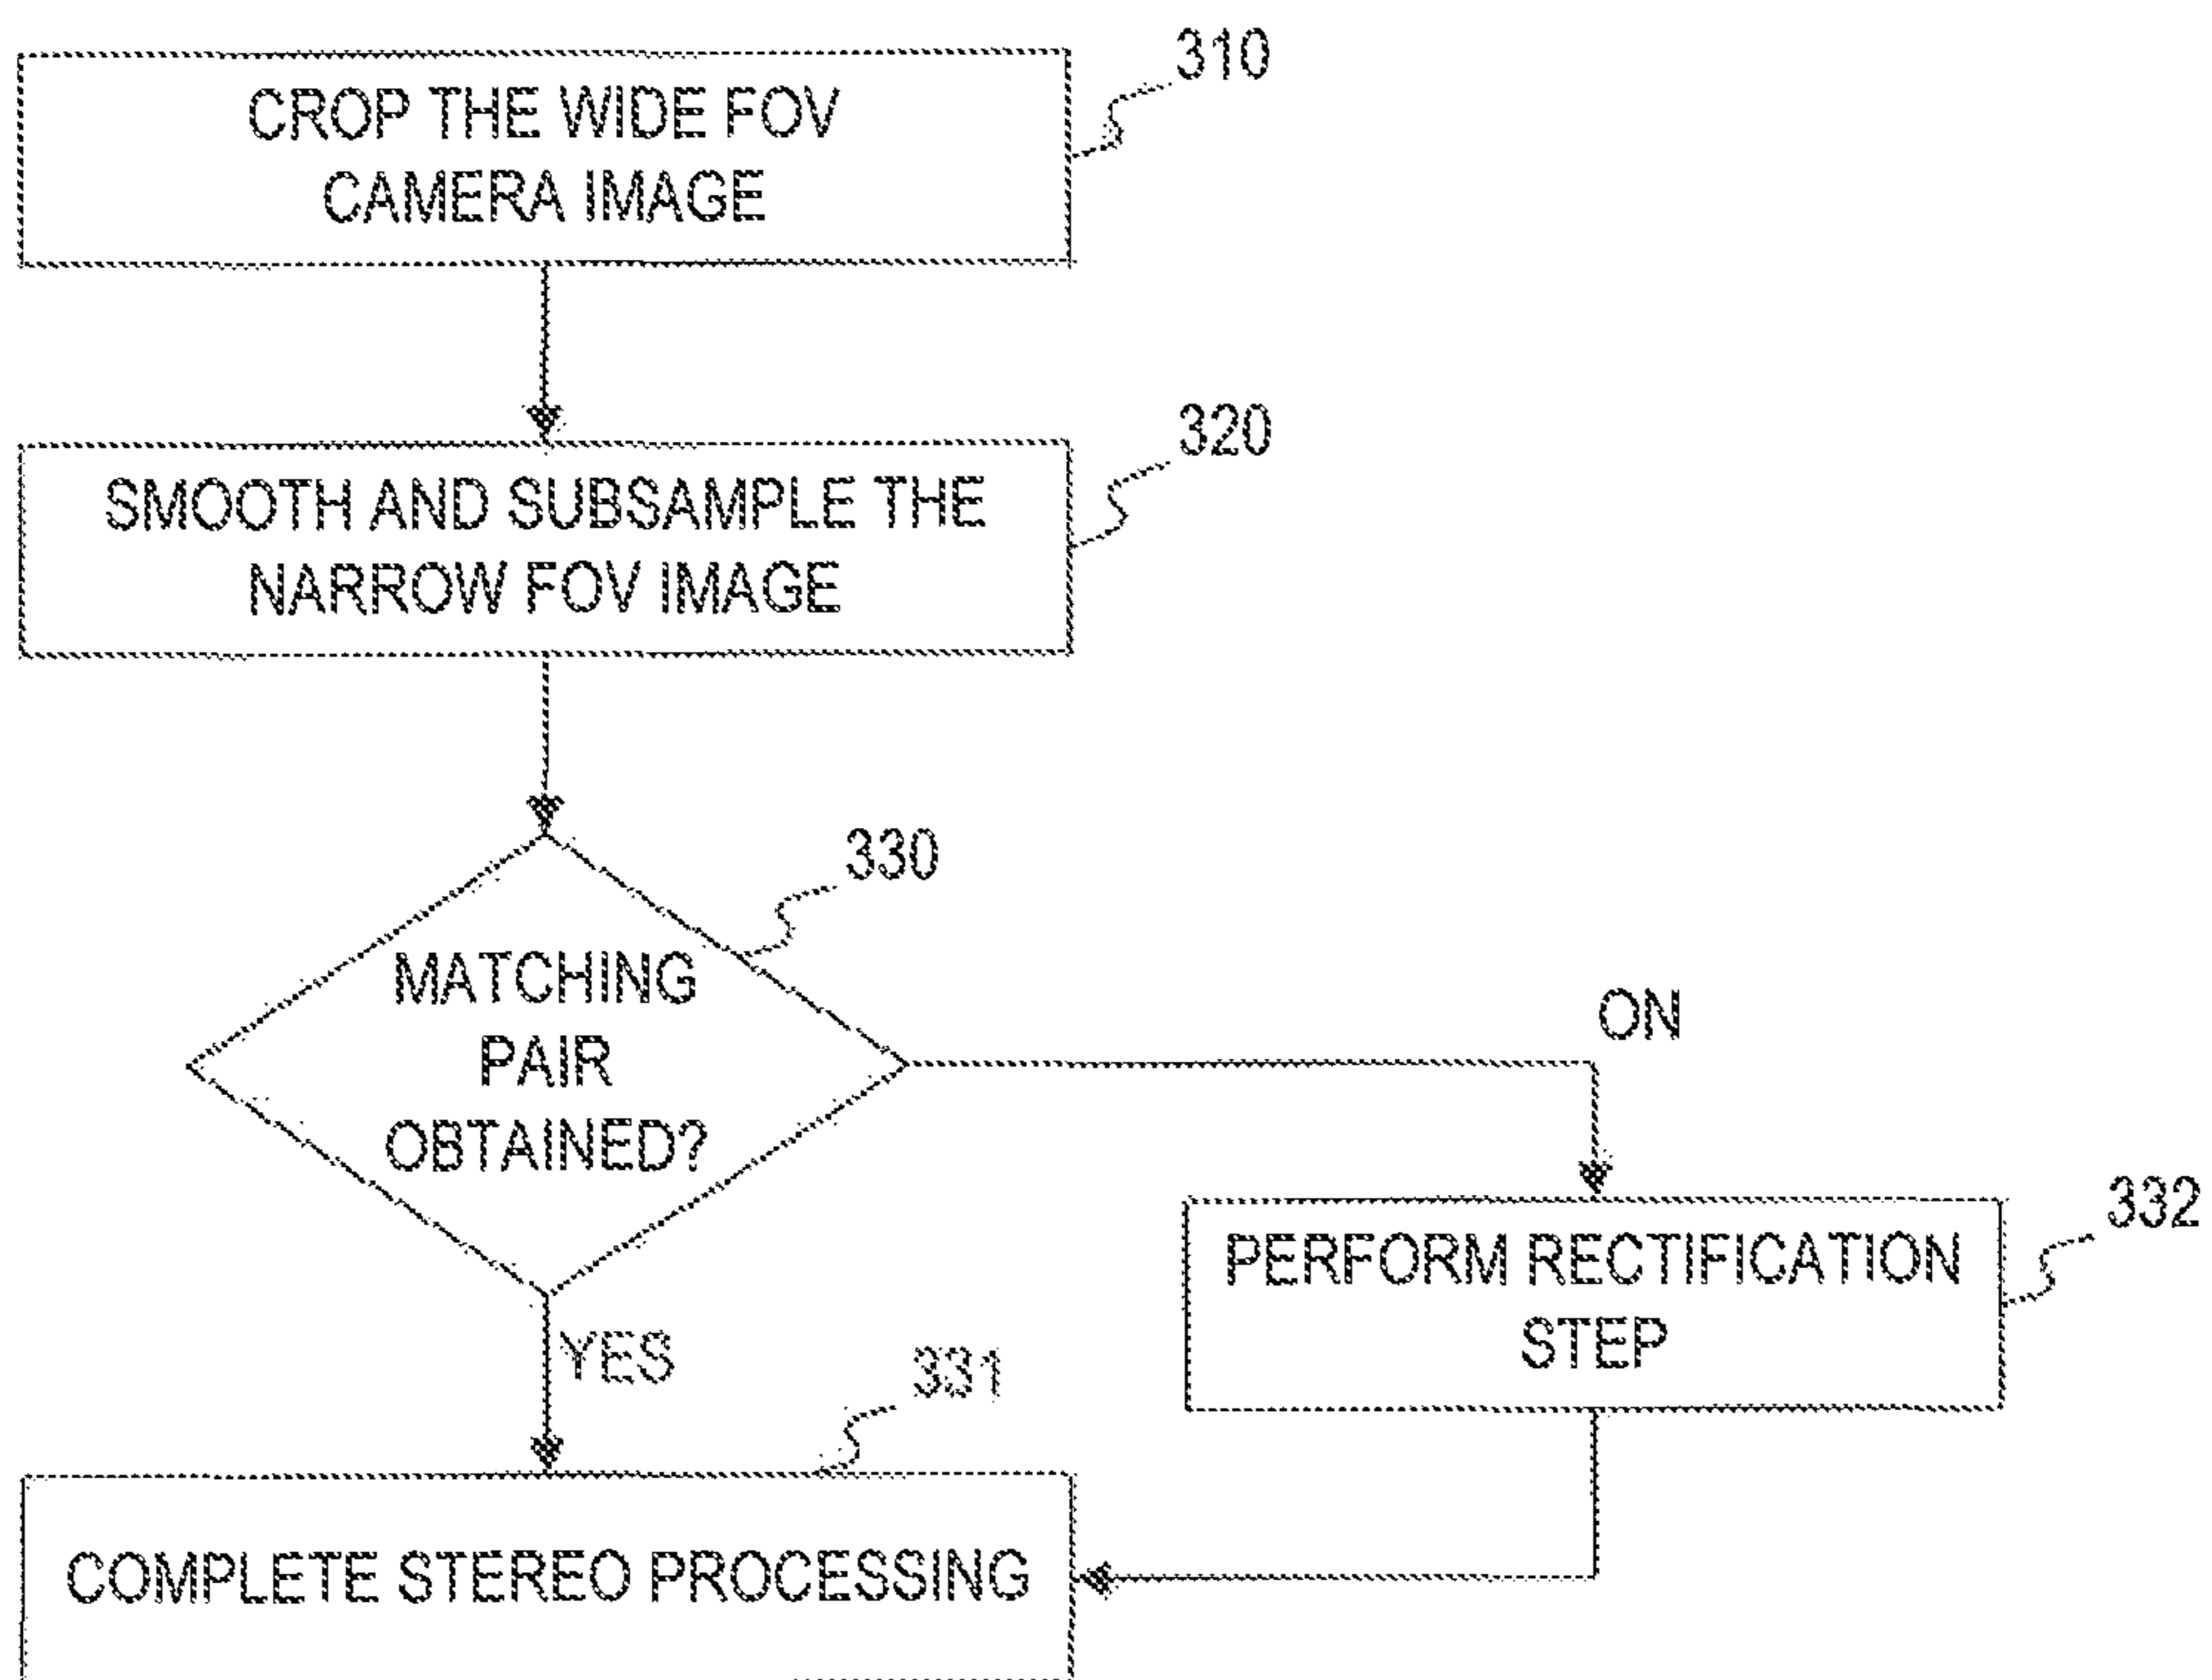 310
CROP THE WIDE FOV
CAMERA IMAGE
320
SMOOTH AND SUBSAMPLE THE
NARROW FOV IMAGE
330
MATCHING
PAIR
OBTAINED?
ON
332
PERFORM RECTIFICATION
STEP
YES
331
COMPLETE STEREO PROCESSING